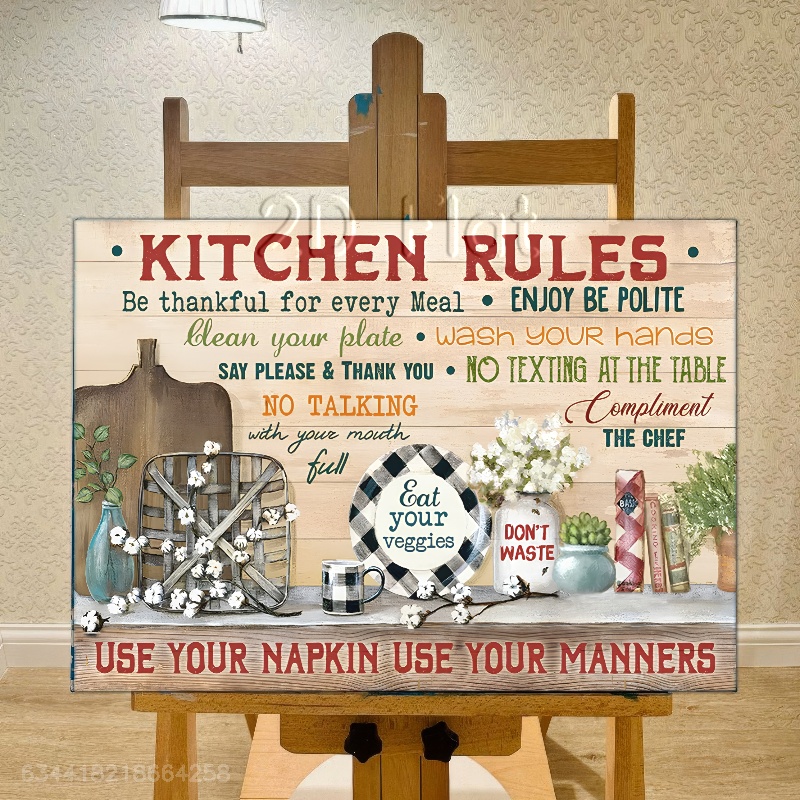 2D Flat
• KITCHEN RULES •
Be thankful for every Meal • ENJOY BE POLITE
Clean your plate • wash your hands
SAY PLEASE & THANK YOU • NO TEXTING AT THE TABLE
NO TALKING
with your mouth
full
Compliment
THE CHEF
Eat
your
veggies
DON'T
WASTE
USE YOUR NAPKIN USE YOUR MANNERS